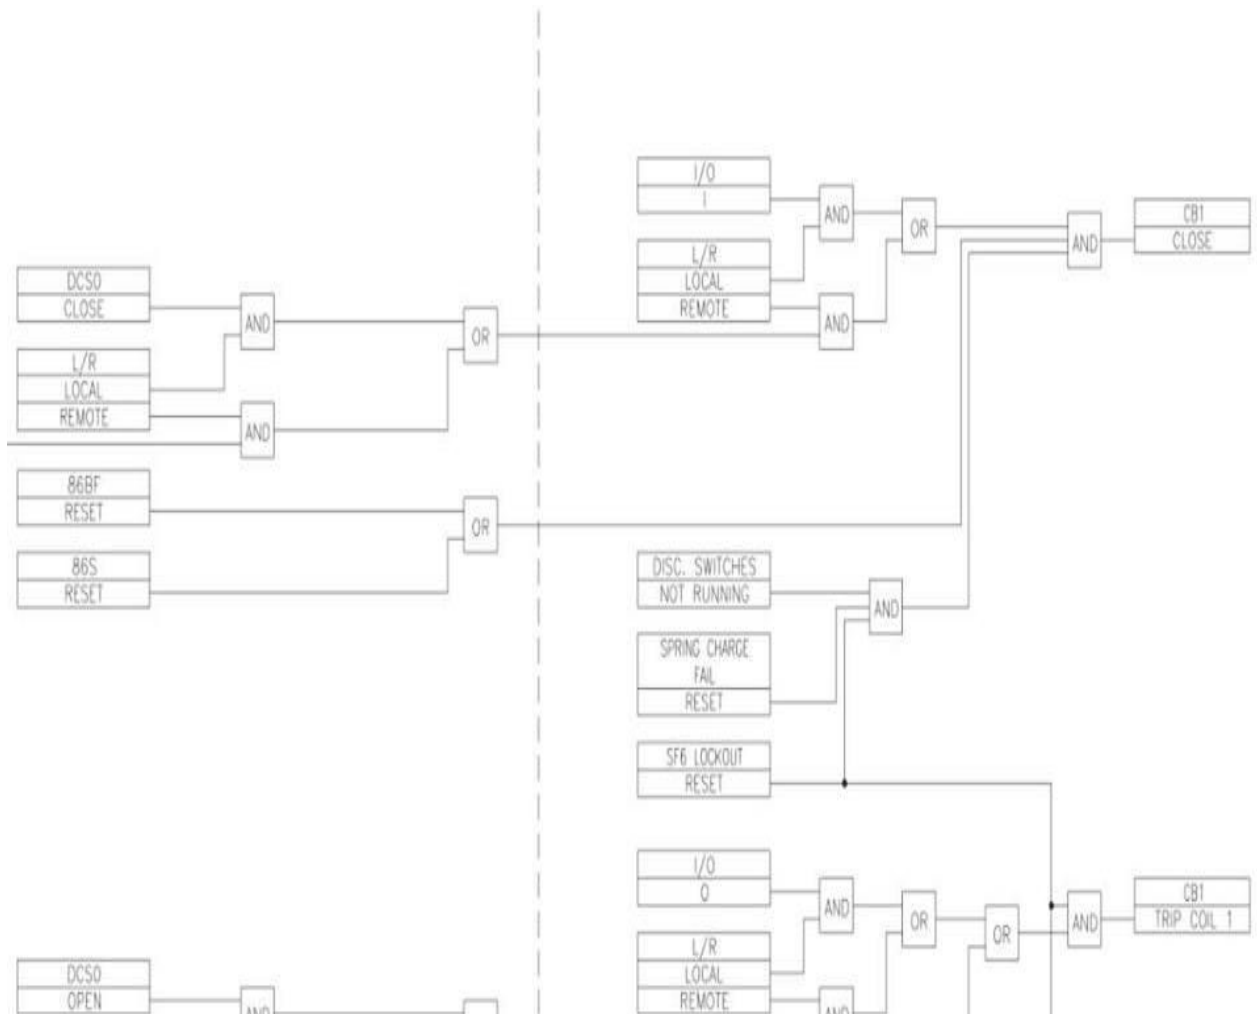 I/O
I
AND
OR
L/R
LOCAL
REMOTE
AND
AND
CB1
CLOSE
DCSO
CLOSE
AND
OR
L/R
LOCAL
REMOTE
AND
86BF
RESET
OR
86S
RESET
DISC. SWITCHES
NOT RUNNING
AND
SPRING CHARGE
FAIL
RESET
SF6 LOCKOUT
RESET
I/O
O
AND
OR
OR
AND
CB1
TRIP COIL 1
L/R
LOCAL
REMOTE
AND
DCSO
OPEN
AND